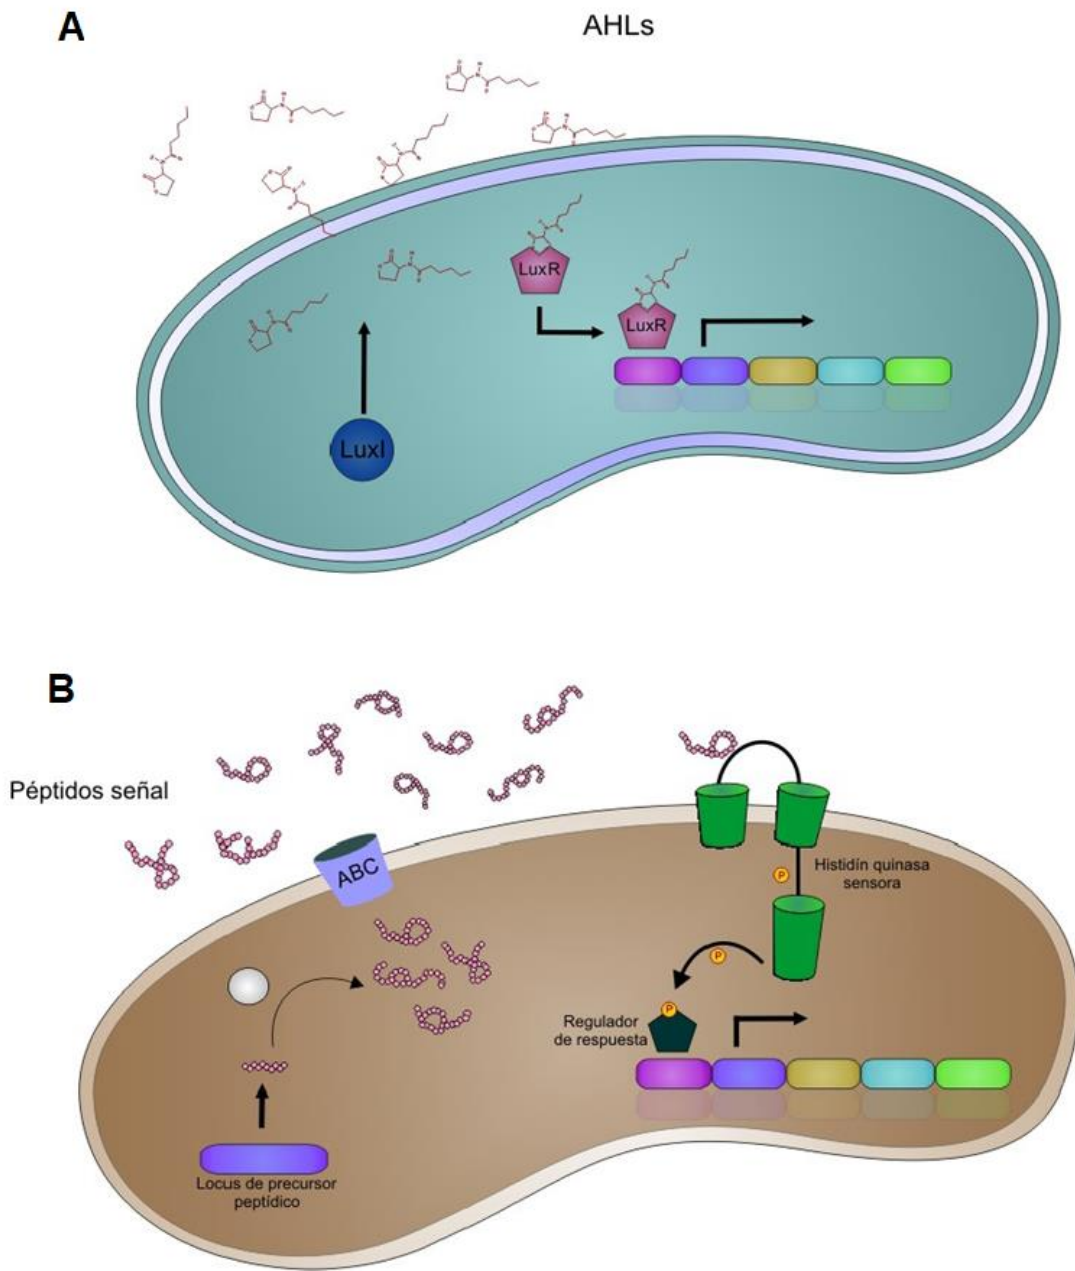 A
AHLs
LuxR
LuxR
LuxI
B
Péptidos señal
ABC
Histidín quinasa
sensora
P
P
P
Regulador
de respuesta
Locus de precursor
peptídico